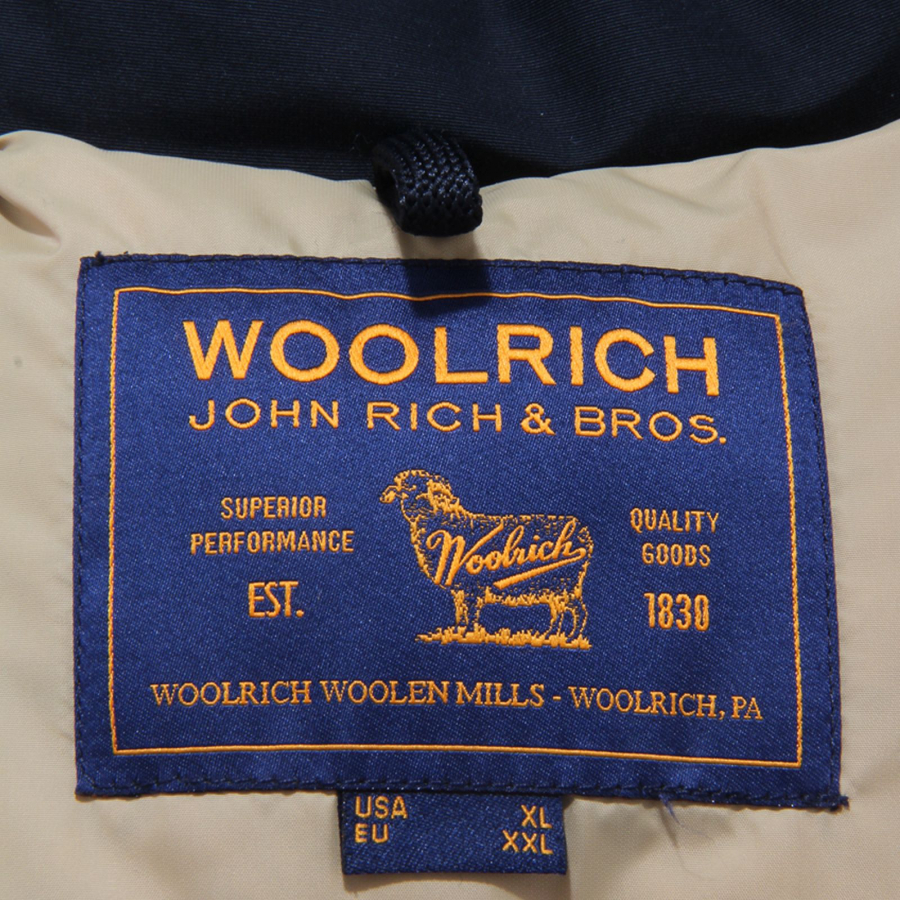 WOOLRICH
JOHN RICH & BROS.
SUPERIOR
PERFORMANCE
EST.
Woolrich
QUALITY
GOODS
1830
WOOLRICH WOOLEN MILLS - WOOLRICH, PA
USA XL
EU XXL